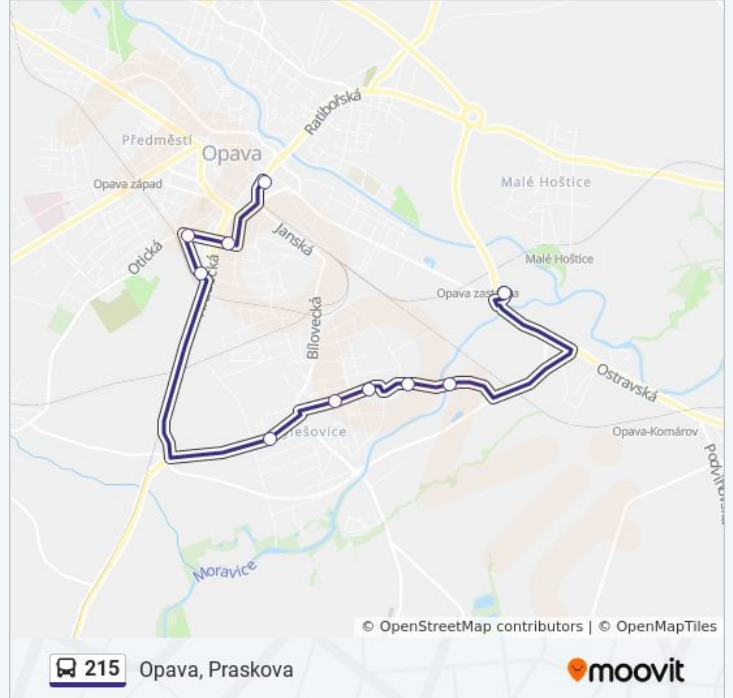 Ratibořská
Předměstí
Opava
Opava západ
Malé Hoštice
Otická
Janská
Malé Hoštice
Bílovecká
Ostravská
Opava-Komárov
Moravice
© OpenStreetMap contributors | © OpenMapTiles
215 Opava, Praskova
moovit